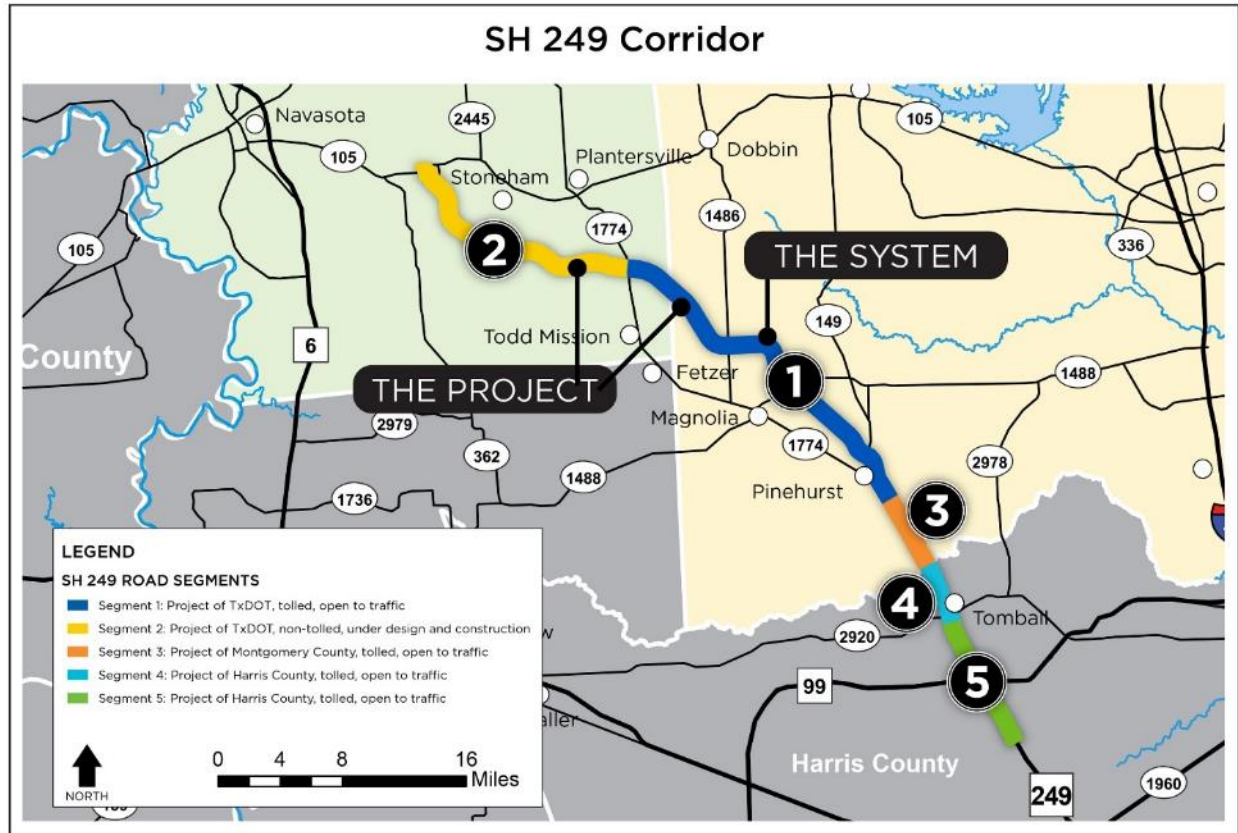 SH 249 Corridor
Navasota
105
2445
Plantersville
Dobbin
105
105
Stoneham
1774
1486
336
2
THE SYSTEM
105
Todd Mission
149
6
County
THE PROJECT
Fetzer
1
1488
Magnolia
2979
362
1488
1774
2978
Pinehurst
1736
3
4
Tomball
2920
5
99
Harris County
249
1960
LEGEND
SH 249 ROAD SEGMENTS
Segment 1: Project of TxDOT, tolled, open to traffic
Segment 2: Project of TxDOT, non-tolled, under design and construction
Segment 3: Project of Montgomery County, tolled, open to traffic
Segment 4: Project of Harris County, tolled, open to traffic
Segment 5: Project of Harris County, tolled, open to traffic
NORTH
0 4 8 16
Miles